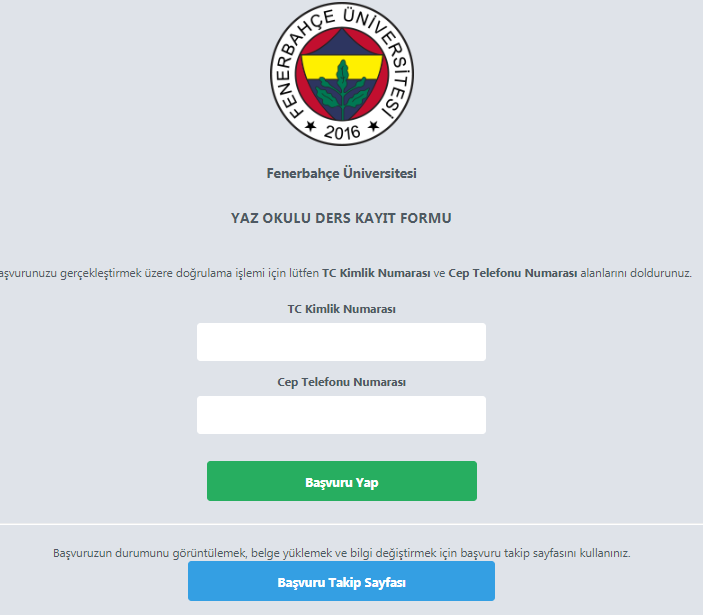 FENERBAHÇE ÜNİVERSİTESİ
2016
Fenerbahçe Üniversitesi
YAZ OKULU DERS KAYIT FORMU
aşvurunuzu gerçekleştirmek üzere doğrulama işlemi için lütfen TC Kimlik Numarası ve Cep Telefonu Numarası alanlarını doldurunuz.
TC Kimlik Numarası
Cep Telefonu Numarası
Başvuru Yap
Başvuruzun durumunu görüntülemek, belge yüklemek ve bilgi değiştirmek için başvuru takip sayfasını kullanınız.
Başvuru Takip Sayfası